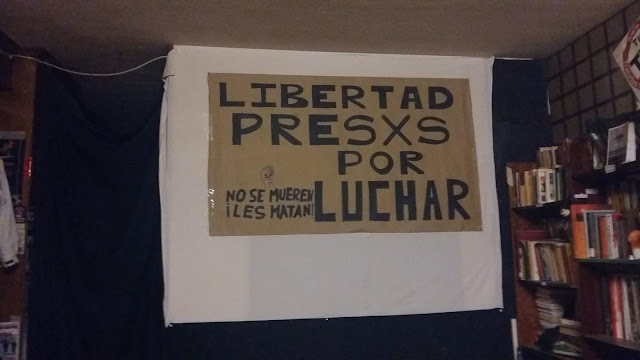 LIBERTAD
PRESXS
POR
LUCHAR
NO SE MUEREN
¡LES MATAN!